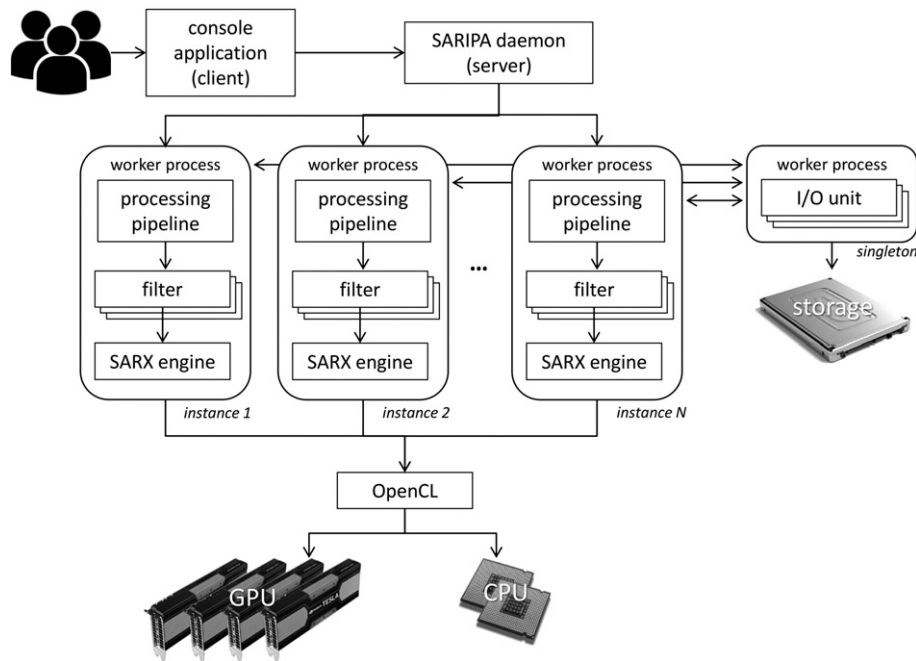 console
application
(client)
SARIPA daemon
(server)
worker process
processing
pipeline
filter
SARX engine
instance 1
worker process
processing
pipeline
filter
SARX engine
instance 2
...
worker process
processing
pipeline
filter
SARX engine
instance N
worker process
I/O unit
singleton
storage
OpenCL
GPU
TESLA
CPU